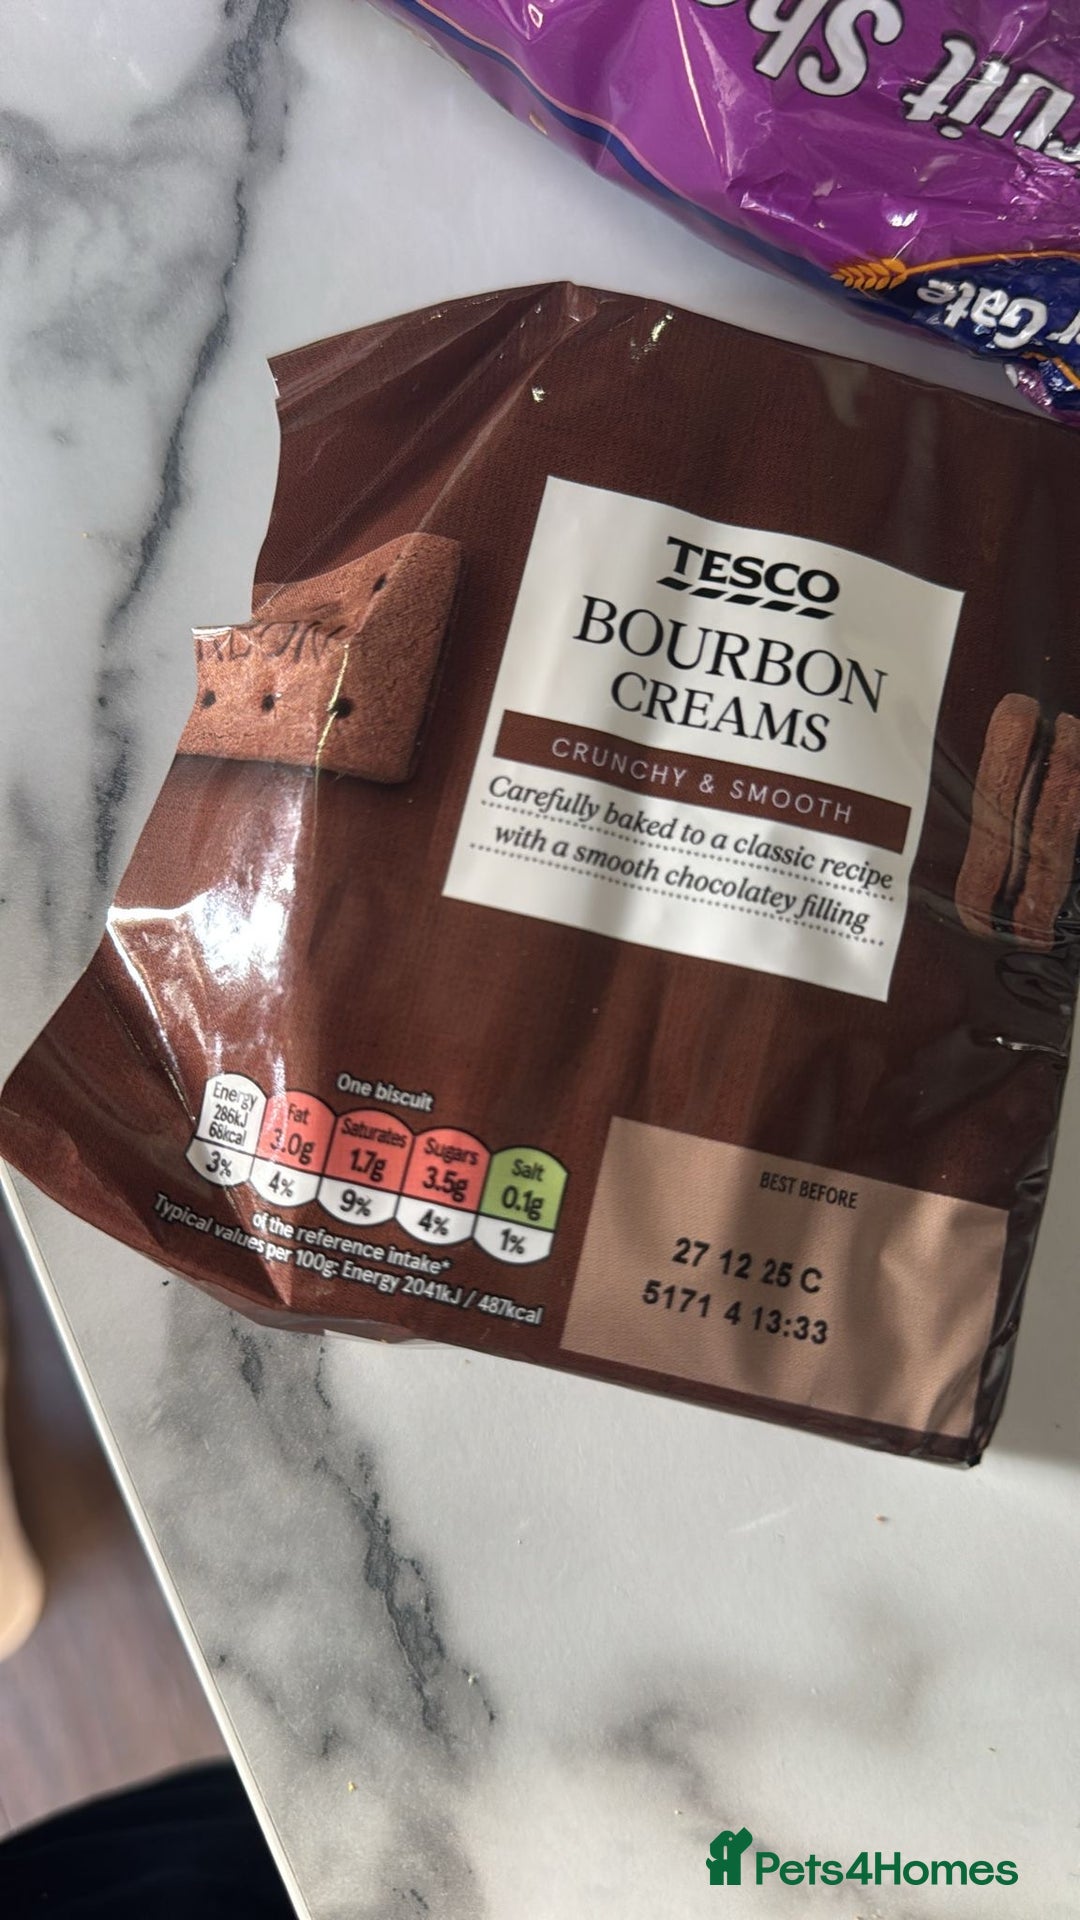 Fruit Sh
r Gate
TESCO
BOURBON
CREAMS
CRUNCHY & SMOOTH
Carefully baked to a classic recipe
with a smooth chocolatey filling
One biscuit
Energy
286kJ
68kcal
3%
Fat
3.0g
4%
Saturates
1.7g
9%
Sugars
3.5g
4%
Salt
0.1g
1%
of the reference intake*
Typical values per 100g: Energy 2041kJ / 487kcal
BEST BEFORE
27 12 25 C
5171 4 13:33
Pets4Homes